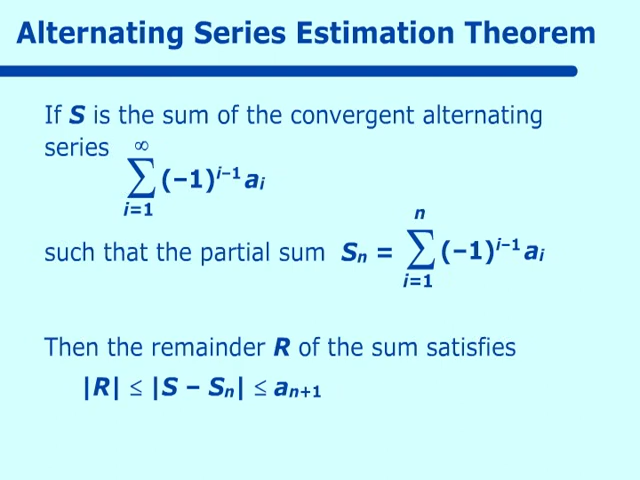 Alternating Series Estimation Theorem
If S is the sum of the convergent alternating
series ∞
∑ (−1)^{i−1} a_i
i=1
n
such that the partial sum S_n = ∑ (−1)^{i−1} a_i
i=1
Then the remainder R of the sum satisfies
|R| ≤ |S − S_n| ≤ a_{n+1}